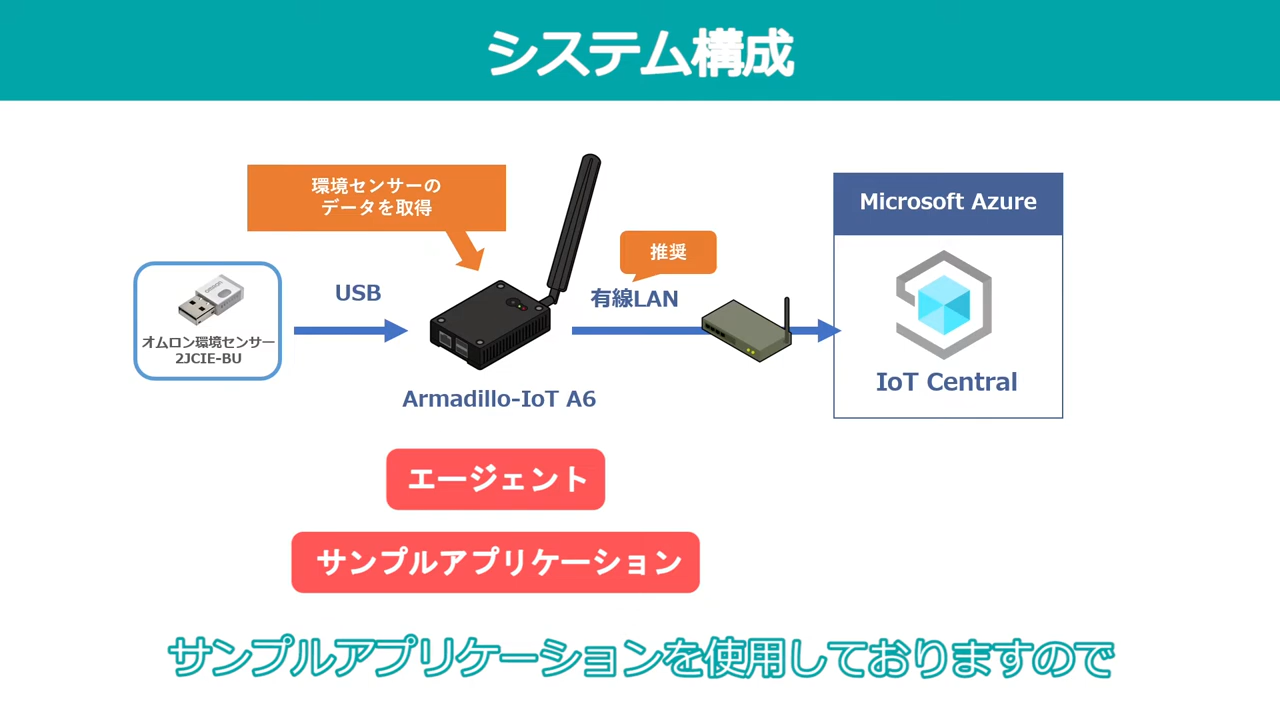 システム構成
環境センサーの
データを取得
Microsoft Azure
推奨
USB
有線LAN
オムロン環境センサー
2JCIE-BU
Armadillo-IoT A6
IoT Central
エージェント
サンプルアプリケーション
サンプルアプリケーションを使用しておりますので